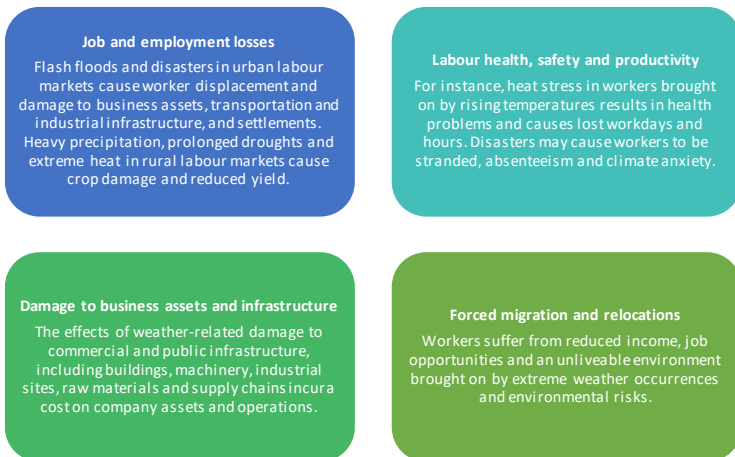 Job and employment losses
Flash floods and disasters in urban labour
markets cause worker displacement and
damage to business assets, transportation and
industrial infrastructure, and settlements.
Heavy precipitation, prolonged droughts and
extreme heat in rural labour markets cause
crop damage and reduced yield.
Labour health, safety and productivity
For instance, heat stress in workers brought
on by rising temperatures results in health
problems and causes lost workdays and
hours. Disasters may cause workers to be
stranded, absenteeism and climate anxiety.
Damage to business assets and infrastructure
The effects of weather-related damage to
commercial and public infrastructure,
including buildings, machinery, industrial
sites, raw materials and supply chains incur a
cost on company assets and operations.
Forced migration and relocations
Workers suffer from reduced income, job
opportunities and an unliveable environment
brought on by extreme weather occurrences
and environmental risks.